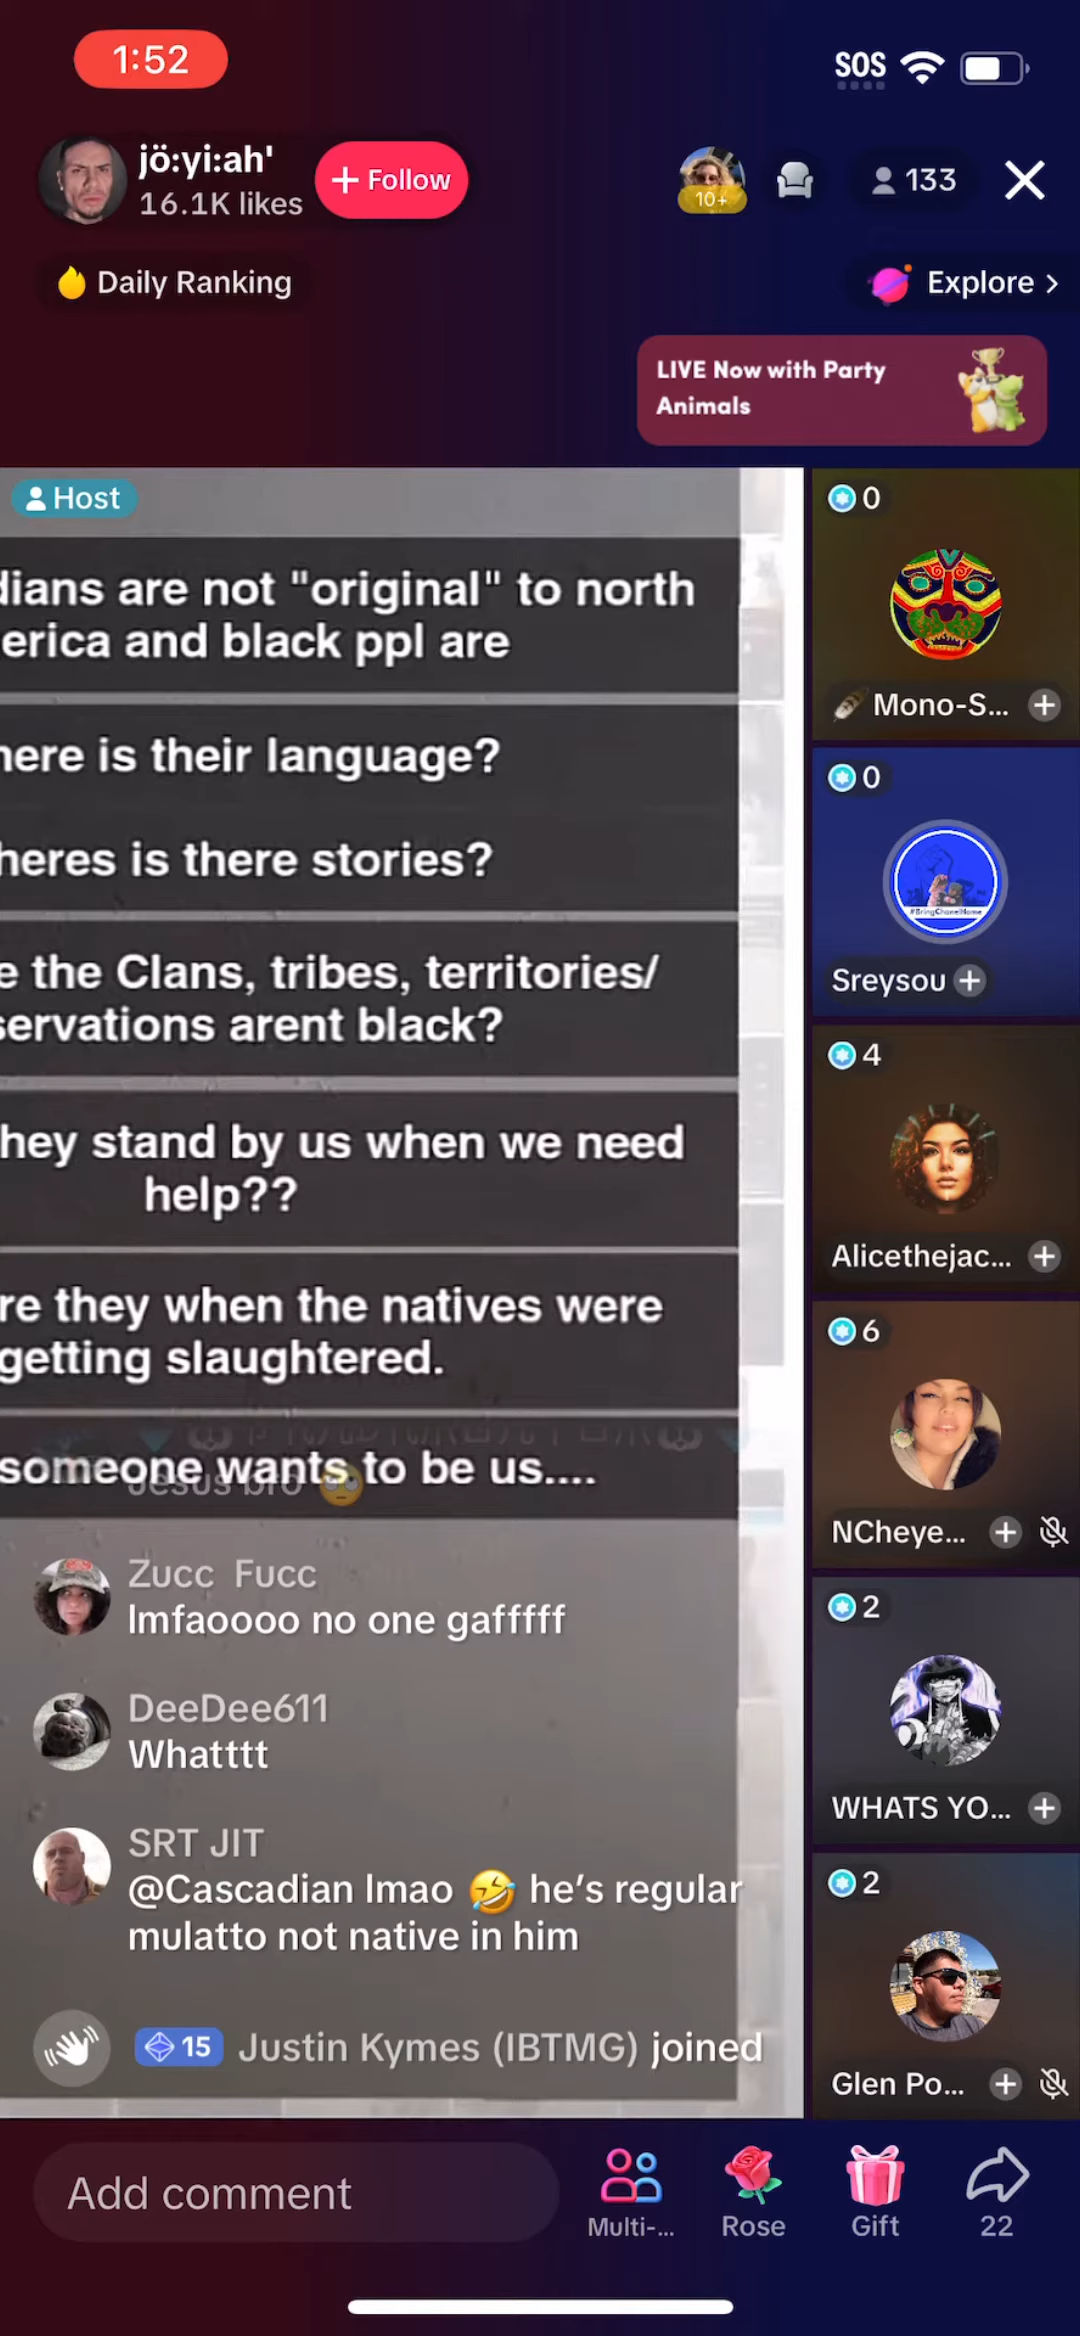 1:52
SOS
jö:yi:ah'
16.1K likes
+ Follow
10+
133
Daily Ranking
Explore >
LIVE Now with Party
Animals
Host
dians are not "original" to north
erica and black ppl are
here is their language?
heres is there stories?
e the Clans, tribes, territories/
servations arent black?
hey stand by us when we need
help??
re they when the natives were
getting slaughtered.
someone wants to be us....
Jesus bro 🙄
Zucc Fucc
lmfaoooo no one gafffff
DeeDee611
Whatttt
SRT JIT
@Cascadian lmao 🤣 he's regular
mulatto not native in him
15 Justin Kymes (IBTMG) joined
0
Mono-S...
0
#BringChanelHome
Sreysou
4
Alicethejac...
6
NCheye...
2
WHATS YO...
2
Glen Po...
Add comment
Multi-...
Rose
Gift
22